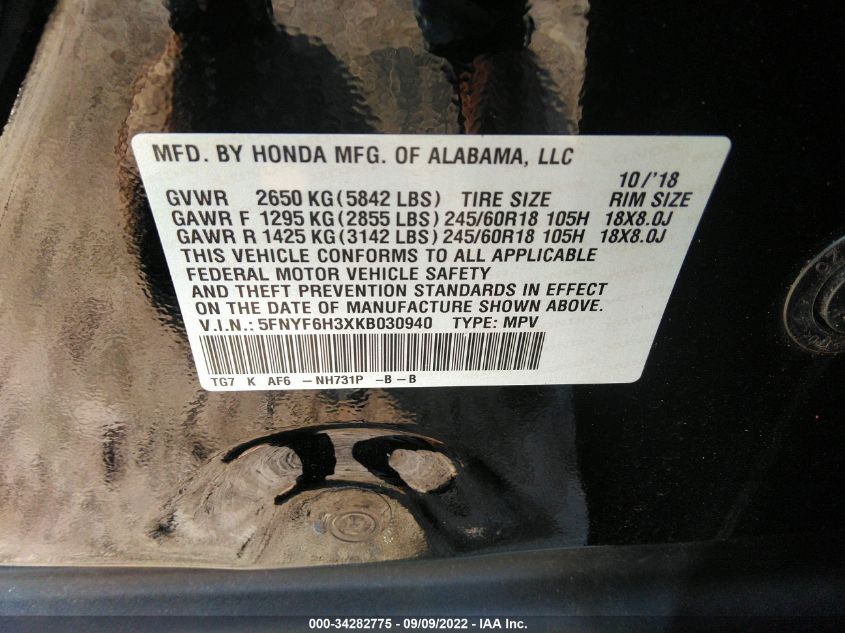 MFD. BY HONDA MFG. OF ALABAMA, LLC
10/'18
GVWR 2650 KG(5842 LBS) TIRE SIZE RIM SIZE
GAWR F 1295 KG(2855 LBS) 245/60R18 105H 18X8.0J
GAWR R 1425 KG(3142 LBS) 245/60R18 105H 18X8.0J
THIS VEHICLE CONFORMS TO ALL APPLICABLE
FEDERAL MOTOR VEHICLE SAFETY
AND THEFT PREVENTION STANDARDS IN EFFECT
ON THE DATE OF MANUFACTURE SHOWN ABOVE.
V.I.N.: 5FNYF6H3XKB030940 TYPE: MPV
TG7 K AF6 -NH731P -B-B
000-34282775 - 09/09/2022 - IAA Inc.